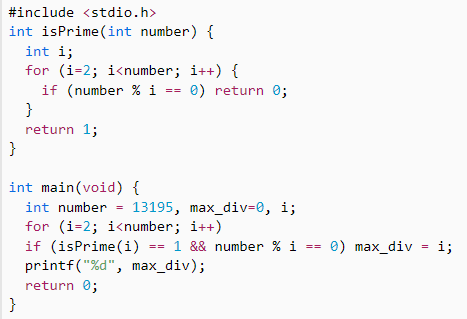 #include <stdio.h>
int isPrime(int number) {
  int i;
  for (i=2; i<number; i++) {
    if (number % i == 0) return 0;
  }
  return 1;
}

int main(void) {
  int number = 13195, max_div=0, i;
  for (i=2; i<number; i++)
  if (isPrime(i) == 1 && number % i == 0) max_div = i;
  printf("%d", max_div);
  return 0;
}